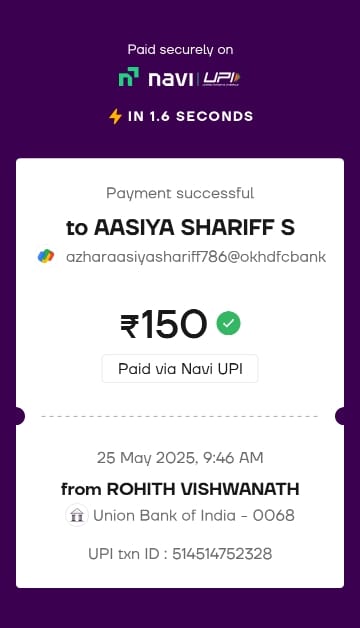 Paid securely on
navi | UPI
IN 1.6 SECONDS
Payment successful
to AASIYA SHARIFF S
azharaasiyashariff786@okhdfcbank
₹150
Paid via Navi UPI
25 May 2025, 9:46 AM
from ROHITH VISHWANATH
Union Bank of India - 0068
UPI txn ID : 514514752328